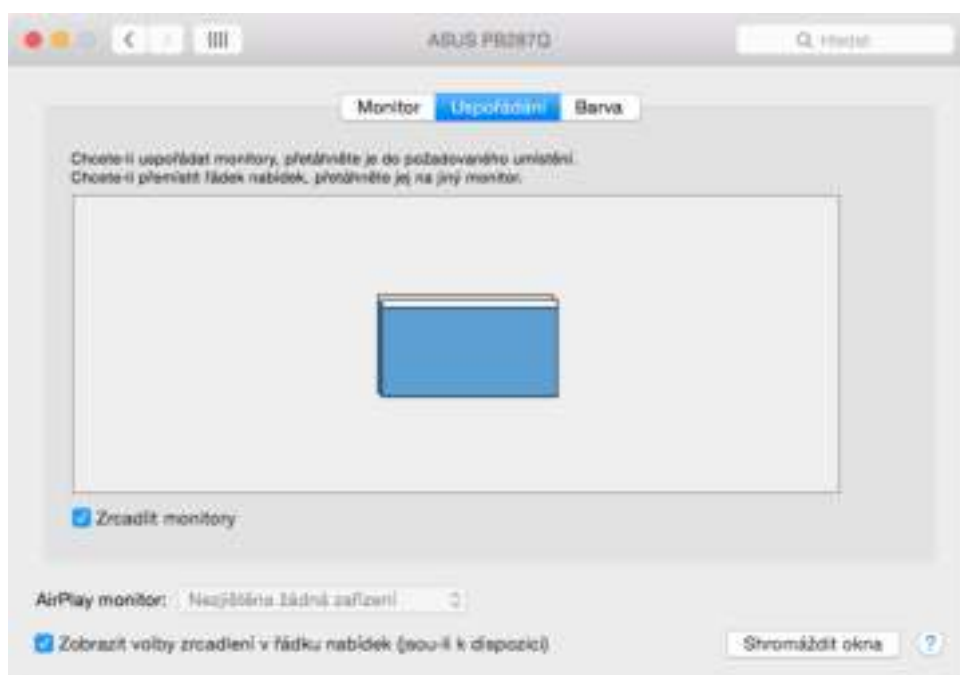 ASUS PB287Q
Hledat
Monitor
Uspořádání
Barva
Chcete-li uspořádat monitory, přetáhněte je do požadovaného umístění.
Chcete-li přemístit řádek nabídek, přetáhněte jej na jiný monitor.
Zrcadlit monitory
AirPlay monitor: Nezjištěna žádná zařízení
Zobrazit volby zrcadlení v řádku nabídek (jsou-li k dispozici)
Shromáždit okna ?